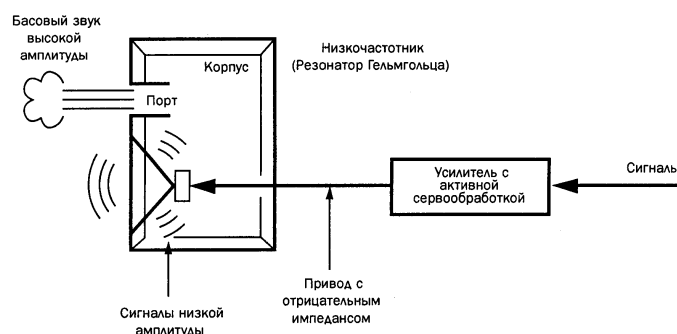 Басовый звук
высокой
амплитуды
Низкочастотник
(Резонатор Гельмгольца)
Корпус
Порт
Усилитель с
активной
сервообработкой
Сигналь
Привод с
отрицательным
импедансом
Сигналы низкой
амплитуды